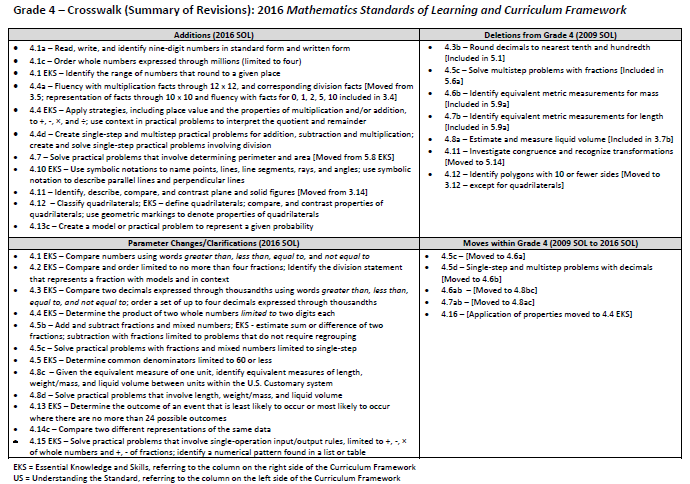 Grade 4 – Crosswalk (Summary of Revisions): 2016 Mathematics Standards of Learning and Curriculum Framework
Additions (2016 SOL)
• 4.1a – Read, write, and identify nine-digit numbers in standard form and written form
• 4.1c – Order whole numbers expressed through millions (limited to four)
• 4.1 EKS – Identify the range of numbers that round to a given place
• 4.4a – Fluency with multiplication facts through 12 x 12, and corresponding division facts [Moved from
3.5; representation of facts through 10 x 10 and fluency with facts for 0, 1, 2, 5, 10 included in 3.4]
• 4.4 EKS – Apply strategies, including place value and the properties of multiplication and/or addition,
to +, -, ×, and ÷; use context in practical problems to interpret the quotient and remainder
• 4.4d – Create single-step and multistep practical problems for addition, subtraction and multiplication;
create and solve single-step practical problems involving division
• 4.7 – Solve practical problems that involve determining perimeter and area [Moved from 5.8 EKS]
• 4.10 EKS – Use symbolic notations to name points, lines, line segments, rays, and angles; use symbolic
notation to describe parallel lines and perpendicular lines
• 4.11 – Identify, describe, compare, and contrast plane and solid figures [Moved from 3.14]
• 4.12 – Classify quadrilaterals; EKS – define quadrilaterals; compare, and contrast properties of
quadrilaterals; use geometric markings to denote properties of quadrilaterals
• 4.13c – Create a model or practical problem to represent a given probability
Deletions from Grade 4 (2009 SOL)
• 4.3b – Round decimals to nearest tenth and hundredth
[Included in 5.1]
• 4.5c – Solve multistep problems with fractions [Included in
5.6a]
• 4.6b – Identify equivalent metric measurements for mass
[Included in 5.9a]
• 4.7b – Identify equivalent metric measurements for length
[Included in 5.9a]
• 4.8a – Estimate and measure liquid volume [Included in 3.7b]
• 4.11 – Investigate congruence and recognize transformations
[Moved to 5.14]
• 4.12 – Identify polygons with 10 or fewer sides [Moved to
3.12 – except for quadrilaterals]
Parameter Changes/Clarifications (2016 SOL)
• 4.1 EKS – Compare numbers using words greater than, less than, equal to, and not equal to
• 4.2 EKS – Compare and order limited to no more than four fractions; Identify the division statement
that represents a fraction with models and in context
• 4.3 EKS – Compare two decimals expressed through thousandths using words greater than, less than,
equal to, and not equal to; order a set of up to four decimals expressed through thousandths
• 4.4 EKS – Determine the product of two whole numbers limited to two digits each
• 4.5b – Add and subtract fractions and mixed numbers; EKS - estimate sum or difference of two
fractions; subtraction with fractions limited to problems that do not require regrouping
• 4.5c – Solve practical problems with fractions and mixed numbers limited to single-step
• 4.5 EKS – Determine common denominators limited to 60 or less
• 4.8c – Given the equivalent measure of one unit, identify equivalent measures of length,
weight/mass, and liquid volume between units within the U.S. Customary system
• 4.8d – Solve practical problems that involve length, weight/mass, and liquid volume
• 4.13 EKS – Determine the outcome of an event that is least likely to occur or most likely to occur
where there are no more than 24 possible outcomes
• 4.14c – Compare two different representations of the same data
• 4.15 EKS – Solve practical problems that involve single-operation input/output rules, limited to +, -, ×
of whole numbers and +, - of fractions; identify a numerical pattern found in a list or table
Moves within Grade 4 (2009 SOL to 2016 SOL)
• 4.5c – [Moved to 4.6a]
• 4.5d – Single-step and multistep problems with decimals
[Moved to 4.6b]
• 4.6ab – [Moved to 4.8bc]
• 4.7ab – [Moved to 4.8ac]
• 4.16 – [Application of properties moved to 4.4 EKS]
EKS = Essential Knowledge and Skills, referring to the column on the right side of the Curriculum Framework
US = Understanding the Standard, referring to the column on the left side of the Curriculum Framework